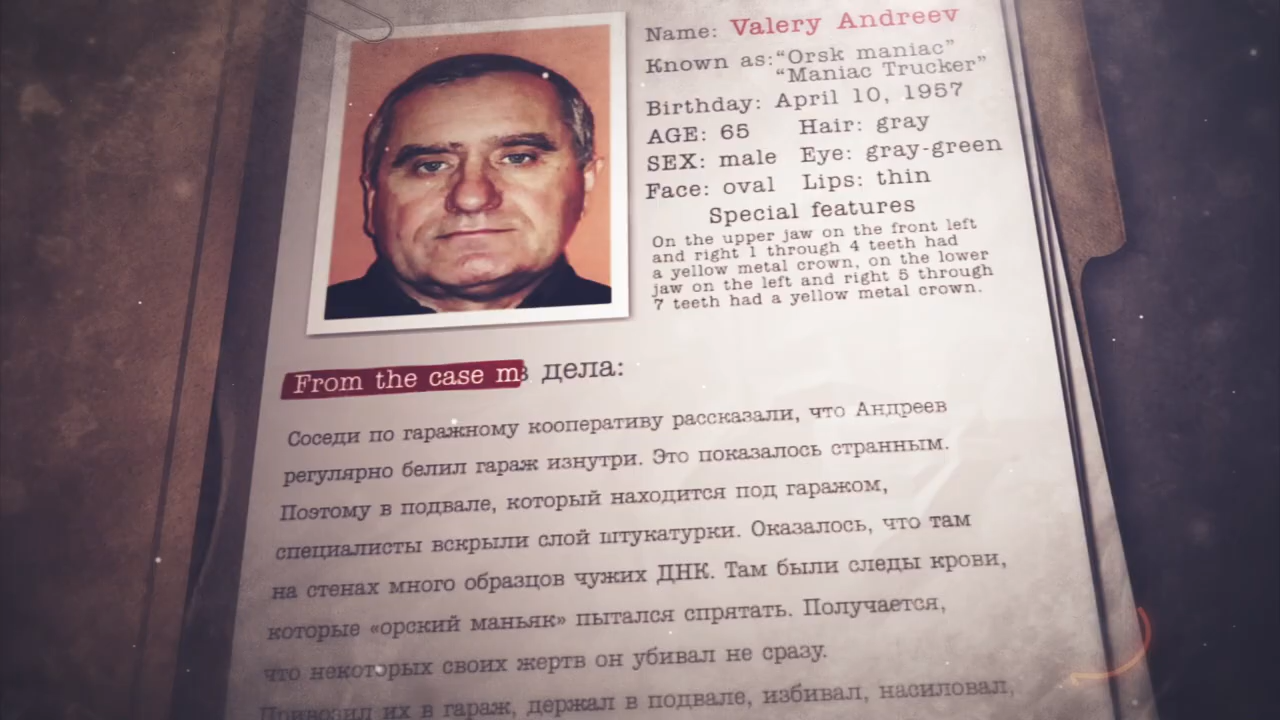 Name: Valery Andreev
Known as: “Orsk maniac”
“Maniac Trucker”
Birthday: April 10, 1957
AGE: 65 Hair: gray
SEX: male Eye: gray-green
Face: oval Lips: thin
Special features
On the upper jaw on the front left
and right 1 through 4 teeth had
a yellow metal crown, on the lower
jaw on the left and right 5 through
7 teeth had a yellow metal crown.
From the case m дела:
Соседи по гаражному кооперативу рассказали, что Андреев
регулярно белил гараж изнутри. Это показалось странным.
Поэтому в подвале, который находится под гаражом,
специалисты вскрыли слой штукатурки. Оказалось, что там
на стенах много образцов чужих ДНК. Там были следы крови,
которые «орский маньяк» пытался спрятать. Получается,
что некоторых своих жертв он убивал не сразу.
Привозил их в гараж, держал в подвале, избивал, насиловал,